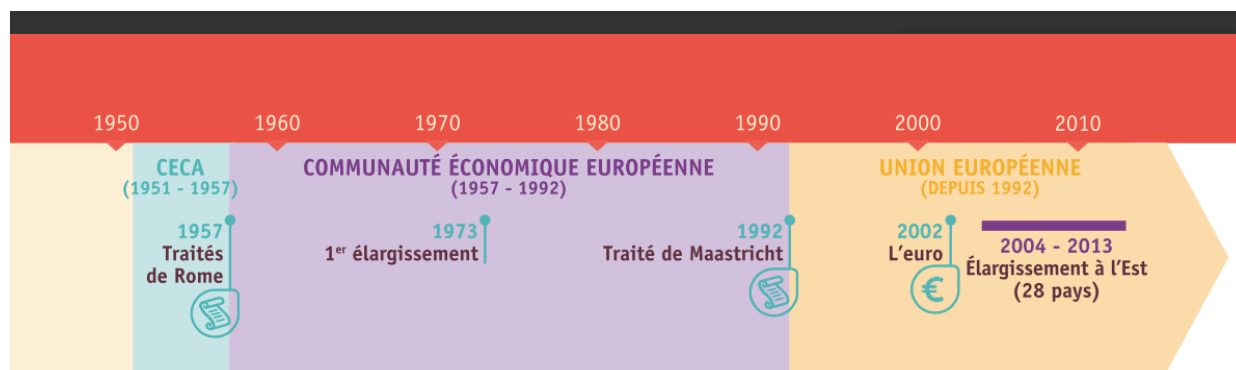 1950 1960 1970 1980 1990 2000 2010
CECA
(1951 - 1957)
COMMUNAUTÉ ÉCONOMIQUE EUROPÉENNE
(1957 - 1992)
UNION EUROPÉENNE
(DEPUIS 1992)
1957
Traités
de Rome
1973
1er élargissement
1992
Traité de Maastricht
2002
L’euro
€
2004 - 2013
Élargissement à l’Est
(28 pays)